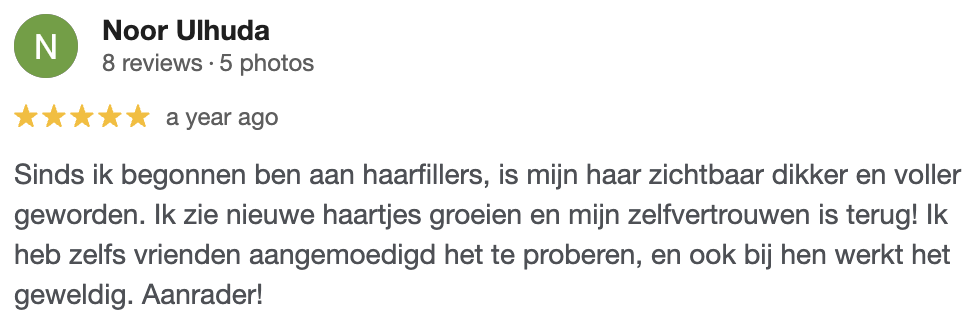 N
Noor Ulhuda
8 reviews · 5 photos
a year ago
Sinds ik begonnen ben aan haarfillers, is mijn haar zichtbaar dikker en voller
geworden. Ik zie nieuwe haartjes groeien en mijn zelfvertrouwen is terug! Ik
heb zelfs vrienden aangemoedigd het te proberen, en ook bij hen werkt het
geweldig. Aanrader!